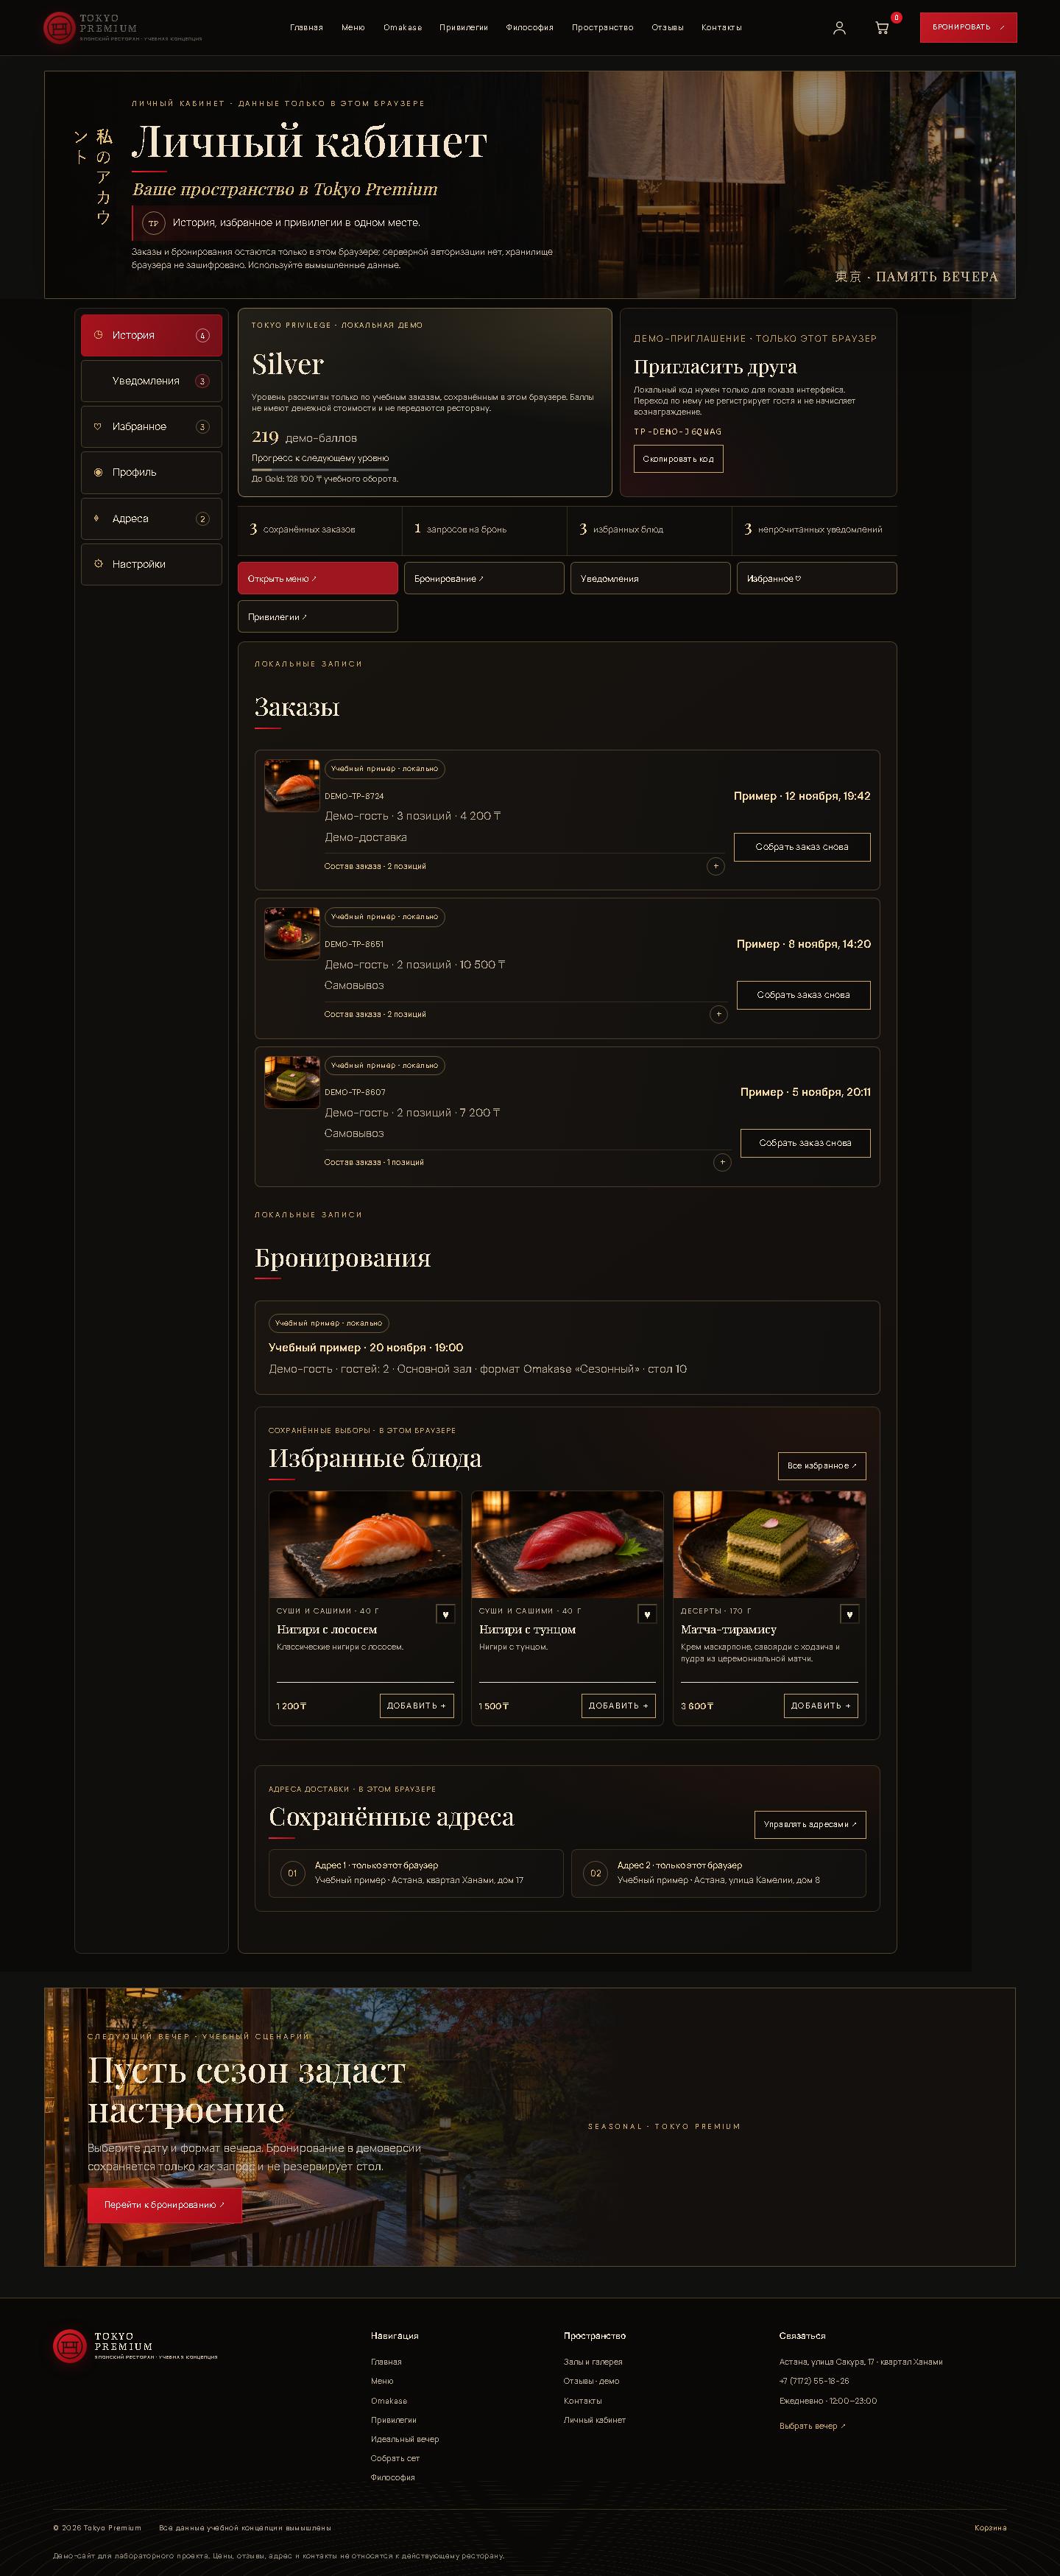 TOKYO
PREMIUM
ЯПОНСКИЙ РЕСТОРАН · УЧЕБНАЯ КОНЦЕПЦИЯ
Главная
Меню
Omakase
Привилегии
Философия
Пространство
Отзывы
Контакты
0
БРОНИРОВАТЬ ↗
ЛИЧНЫЙ КАБИНЕТ · ДАННЫЕ ТОЛЬКО В ЭТОМ БРАУЗЕРЕ
私のアカウント
Личный кабинет
Ваше пространство в Tokyo Premium
TP
История, избранное и привилегии в одном месте.
Заказы и бронирования остаются только в этом браузере; серверной авторизации нет, хранилище
браузера не зашифровано. Используйте вымышленные данные.
東京 · ПАМЯТЬ ВЕЧЕРА
История 4
Уведомления 3
Избранное 3
Профиль
Адреса 2
Настройки
TOKYO PRIVILEGE · ЛОКАЛЬНАЯ ДЕМО
Silver
Уровень рассчитан только по учебным заказам, сохранённым в этом браузере. Баллы
не имеют денежной стоимости и не передаются ресторану.
219 демо-баллов
Прогресс к следующему уровню
До Gold: 128 100 ₸ учебного оборота.
ДЕМО-ПРИГЛАШЕНИЕ · ТОЛЬКО ЭТОТ БРАУЗЕР
Пригласить друга
Локальный код нужен только для показа интерфейса.
Переход по нему не регистрирует гостя и не начисляет
вознаграждение.
TP-DEMO-J6QWAG
Скопировать код
3 сохранённых заказов
1 запросов на бронь
3 избранных блюд
3 непрочитанных уведомлений
Открыть меню ↗
Бронирование ↗
Уведомления
Избранное ♡
Привилегии ↗
ЛОКАЛЬНЫЕ ЗАПИСИ
Заказы
Учебный пример · локально
DEMO-TP-8724
Демо-гость · 3 позиций · 4 200 ₸
Демо-доставка
Состав заказа · 2 позиций
+
Пример · 12 ноября, 19:42
Собрать заказ снова
Учебный пример · локально
DEMO-TP-8651
Демо-гость · 2 позиций · 10 500 ₸
Самовывоз
Состав заказа · 2 позиций
+
Пример · 8 ноября, 14:20
Собрать заказ снова
Учебный пример · локально
DEMO-TP-8607
Демо-гость · 2 позиций · 7 200 ₸
Самовывоз
Состав заказа · 1 позиций
+
Пример · 5 ноября, 20:11
Собрать заказ снова
ЛОКАЛЬНЫЕ ЗАПИСИ
Бронирования
Учебный пример · локально
Учебный пример · 20 ноября · 19:00
Демо-гость · гостей: 2 · Основной зал · формат Omakase «Сезонный» · стол 10
СОХРАНЁННЫЕ ВЫБОРЫ · В ЭТОМ БРАУЗЕРЕ
Избранные блюда
Все избранное ↗
СУШИ И САШИМИ · 40 Г
Нигири с лососем
Классические нигири с лососем.
1 200 ₸
ДОБАВИТЬ +
СУШИ И САШИМИ · 40 Г
Нигири с тунцом
Нигири с тунцом.
1 500 ₸
ДОБАВИТЬ +
ДЕСЕРТЫ · 170 Г
Матча-тирамису
Крем маскарпоне, савоярди с ходзича и
пудра из церемониальной матчи.
3 600 ₸
ДОБАВИТЬ +
АДРЕСА ДОСТАВКИ · В ЭТОМ БРАУЗЕРЕ
Сохранённые адреса
Управлять адресами ↗
01
Адрес 1 · только этот браузер
Учебный пример · Астана, квартал Ханами, дом 17
02
Адрес 2 · только этот браузер
Учебный пример · Астана, улица Камелии, дом 8
СЛЕДУЮЩИЙ ВЕЧЕР · УЧЕБНЫЙ СЦЕНАРИЙ
Пусть сезон задаст
настроение
Выберите дату и формат вечера. Бронирование в демоверсии
сохраняется только как запрос и не резервирует стол.
Перейти к бронированию ↗
SEASONAL · TOKYO PREMIUM
TOKYO
PREMIUM
ЯПОНСКИЙ РЕСТОРАН · УЧЕБНАЯ КОНЦЕПЦИЯ
Навигация
Главная
Меню
Omakase
Привилегии
Идеальный вечер
Собрать сет
Философия
Пространство
Залы и галерея
Отзывы · демо
Контакты
Личный кабинет
Связаться
Астана, улица Сакура, 17 · квартал Ханами
+7 (7172) 55-18-26
Ежедневно · 12:00–23:00
Выбрать вечер ↗
© 2026 Tokyo Premium
Все данные учебной концепции вымышлены
Корзина
Демо-сайт для лабораторного проекта. Цены, отзывы, адрес и контакты не относятся к действующему ресторану.